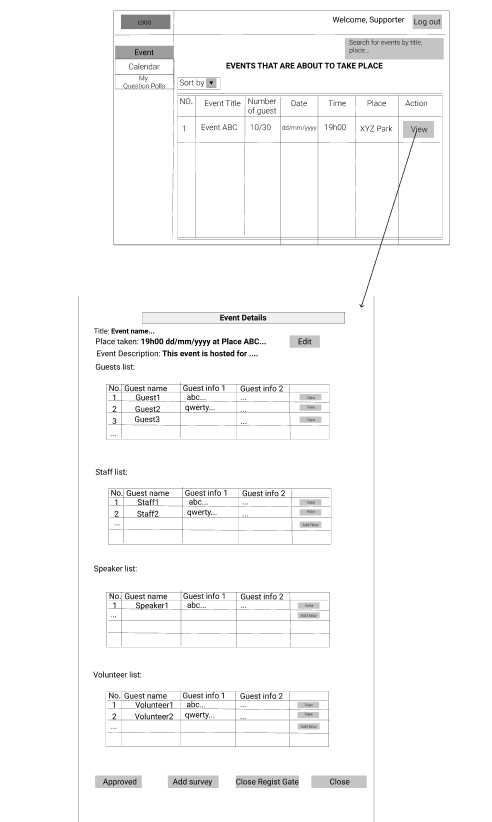 LOGO
Welcome, Supporter
Log out
Search for events by title,
place...
Event
Calendar
My
Question Polls
EVENTS THAT ARE ABOUT TO TAKE PLACE
Sort by
NO. Event Title Number of guest Date Time Place Action
1 Event ABC 10/30 dd/mm/yyyy 19h00 XYZ Park View
Event Details
Title: Event name...
Place taken: 19h00 dd/mm/yyyy at Place ABC...
Edit
Event Description: This event is hosted for ....
Guests list:
No. Guest name Guest info 1 Guest info 2
1 Guest1 abc... ... View
2 Guest2 qwerty... ... View
3 Guest3 ... View
...
Staff list:
No. Guest name Guest info 1 Guest info 2
1 Staff1 abc... ... View
2 Staff2 qwerty... ... View
... Add New
Speaker list:
No. Guest name Guest info 1 Guest info 2
1 Speaker1 abc... ... View
... Add New
Volunteer list:
No. Guest name Guest info 1 Guest info 2
1 Volunteer1 abc... ... View
2 Volunteer2 qwerty... ... View
... Add New
Approved Add survey Close Regist Gate Close